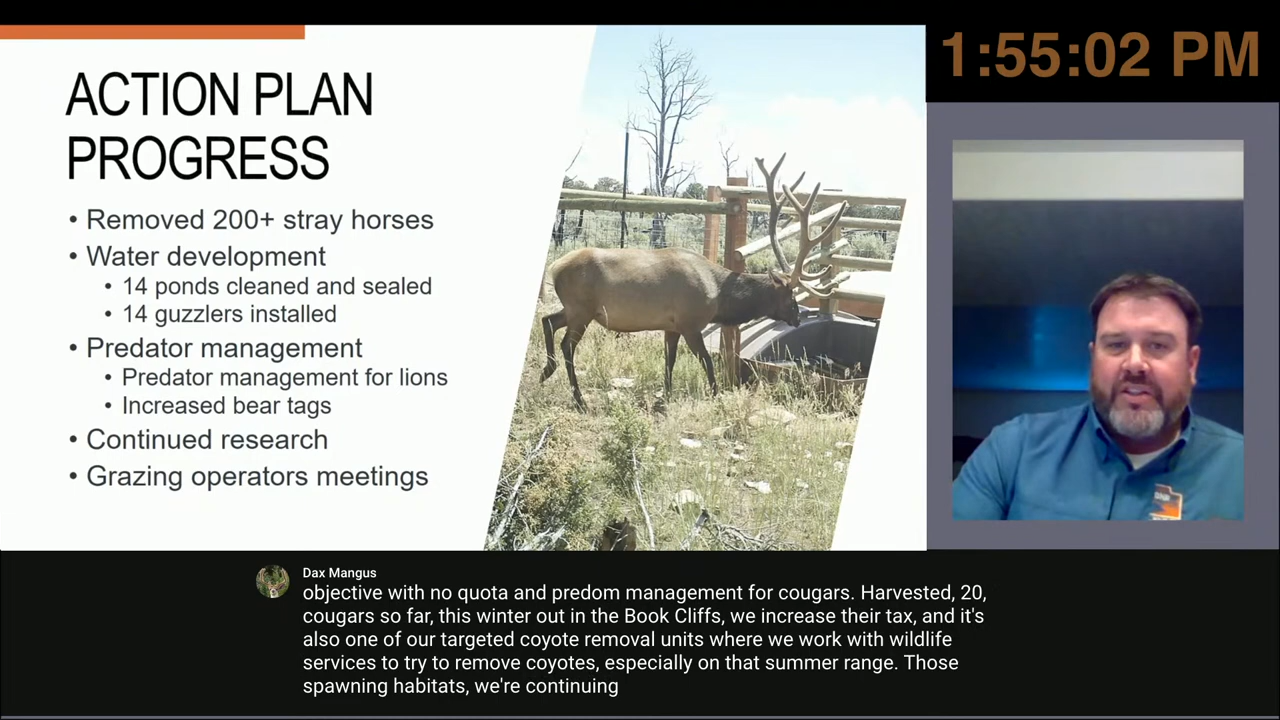 ACTION PLAN
PROGRESS
• Removed 200+ stray horses
• Water development
• 14 ponds cleaned and sealed
• 14 guzzlers installed
• Predator management
• Predator management for lions
• Increased bear tags
• Continued research
• Grazing operators meetings
1:55:02 PM
Dax Mangus
objective with no quota and predom management for cougars. Harvested, 20,
cougars so far, this winter out in the Book Cliffs, we increase their tax, and it's
also one of our targeted coyote removal units where we work with wildlife
services to try to remove coyotes, especially on that summer range. Those
spawning habitats, we're continuing